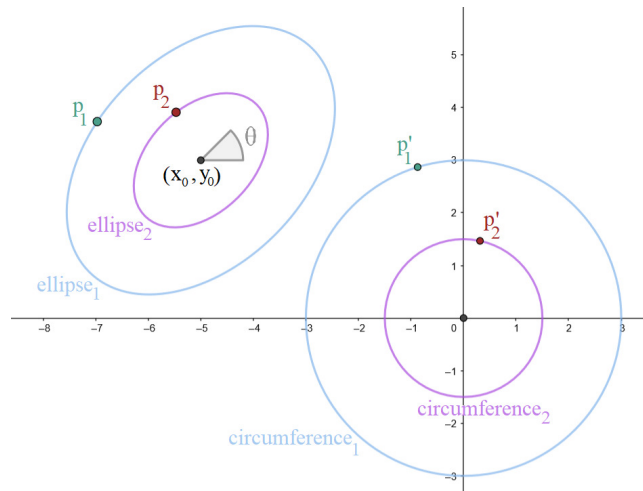 5
p₁
p₂
θ
4
p'₁
(x₀,y₀)
3
ellipse₂
2
p'₂
ellipse₁
1
−8 −7 −6 −5 −4 −3 −2 −1 0 1 2 3
−1
circumference₂
circumference₁
−2
−3